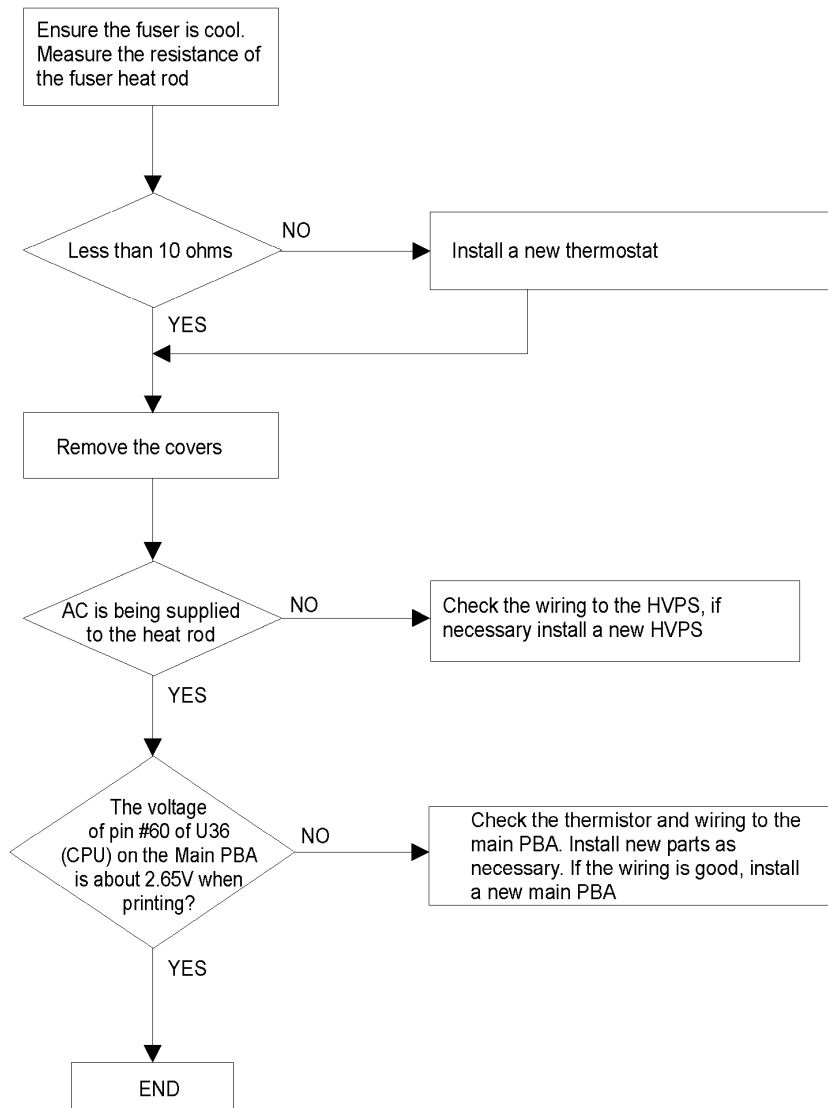 Ensure the fuser is cool.
Measure the resistance of
the fuser heat rod
Less than 10 ohms
NO
Install a new thermostat
YES
Remove the covers
AC is being supplied
to the heat rod
NO
Check the wiring to the HVPS, if
necessary install a new HVPS
YES
The voltage
of pin #60 of U36
(CPU) on the Main PBA
is about 2.65V when
printing?
NO
Check the thermistor and wiring to the
main PBA. Install new parts as
necessary. If the wiring is good, install
a new main PBA
YES
END